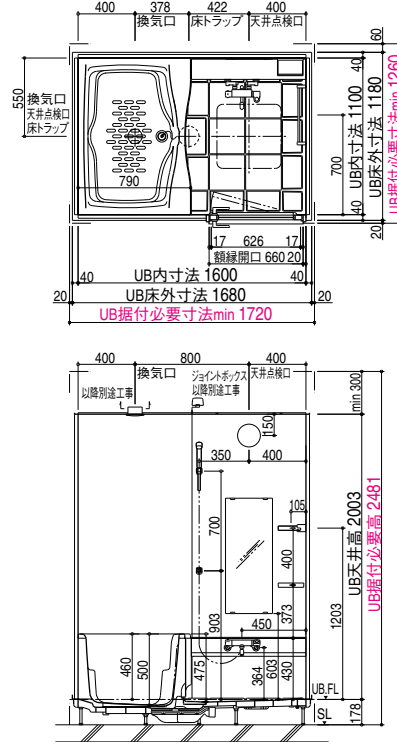 400 378 422 400
換気口 床トラップ 天井点検口
60
550
換気口
天井点検口
床トラップ
790
40
700
40
20
UB内寸法 1100
UB床外寸法 1180
UB据付必要寸法min 1260
17 626 17
額縁開口 660 20
40 UB内寸法 1600 40
20 UB床外寸法 1680 20
UB据付必要寸法min 1720
400 800 400
換気口 ジョイントボックス 天井点検口
以降別途工事 以降別途工事
min 300
150
350 400
105
700
400
373
450
903
460
500
475
364
603
430
1203
UB天井高 2003
UB据付必要高 2481
UB.FL
SL
178